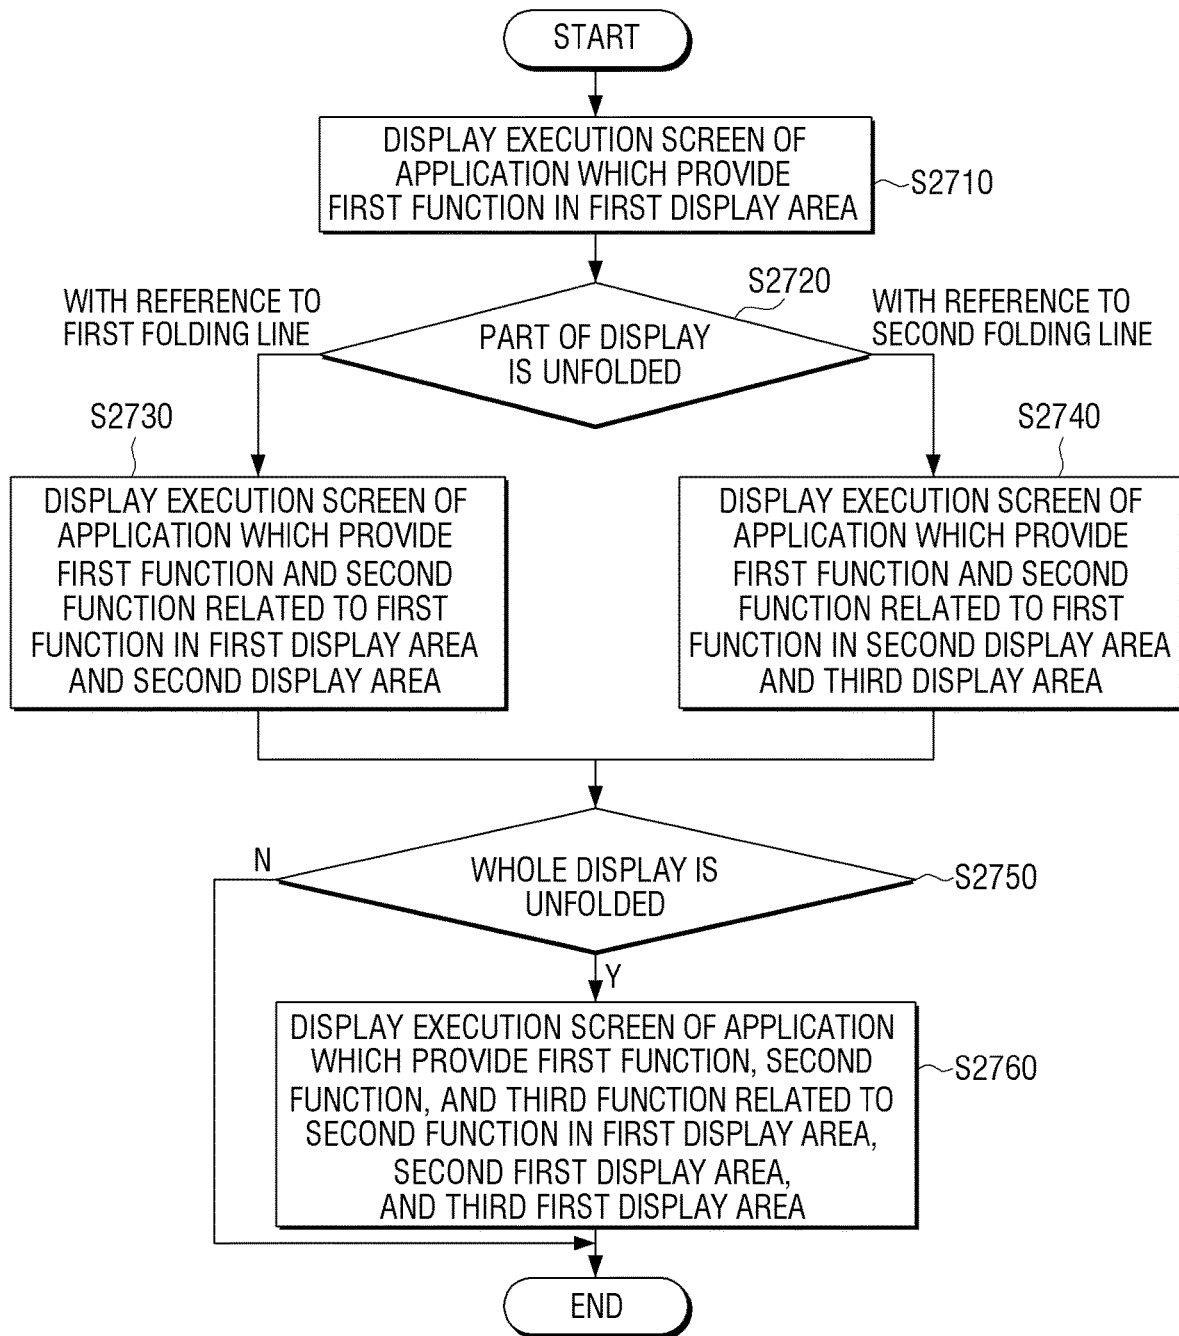 START
DISPLAY EXECUTION SCREEN OF
APPLICATION WHICH PROVIDE
FIRST FUNCTION IN FIRST DISPLAY AREA
S2710
S2720
WITH REFERENCE TO
FIRST FOLDING LINE
PART OF DISPLAY
IS UNFOLDED
WITH REFERENCE TO
SECOND FOLDING LINE
S2730
DISPLAY EXECUTION SCREEN OF
APPLICATION WHICH PROVIDE
FIRST FUNCTION AND SECOND
FUNCTION RELATED TO FIRST
FUNCTION IN FIRST DISPLAY AREA
AND SECOND DISPLAY AREA
S2740
DISPLAY EXECUTION SCREEN OF
APPLICATION WHICH PROVIDE
FIRST FUNCTION AND SECOND
FUNCTION RELATED TO FIRST
FUNCTION IN SECOND DISPLAY AREA
AND THIRD DISPLAY AREA
N
WHOLE DISPLAY IS
UNFOLDED
S2750
Y
DISPLAY EXECUTION SCREEN OF APPLICATION
WHICH PROVIDE FIRST FUNCTION, SECOND
FUNCTION, AND THIRD FUNCTION RELATED TO
SECOND FUNCTION IN FIRST DISPLAY AREA,
SECOND FIRST DISPLAY AREA,
AND THIRD FIRST DISPLAY AREA
S2760
END